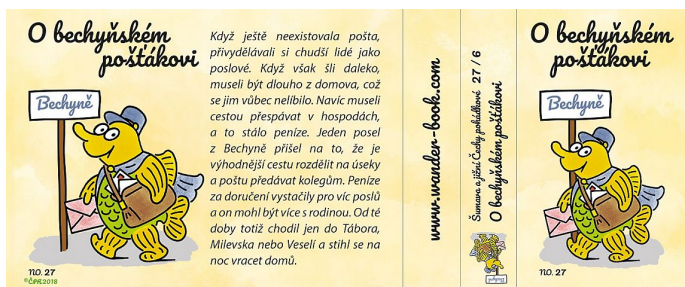 O bechyňském
pošťákovi
Bechyně
NO. 27
©ČPR2018
Když ještě neexistovala pošta,
přivydělávali si chudší lidé jako
poslové. Když však šli daleko,
museli být dlouho z domova, což
se jim vůbec nelíbilo. Navíc museli
cestou přespávat v hospodách,
a to stálo peníze. Jeden posel
z Bechyně přišel na to, že je
výhodnější cestu rozdělit na úseky
a poštu předávat kolegům. Peníze
za doručení vystačily pro víc poslů
a on mohl být více s rodinou. Od té
doby totiž chodil jen do Tábora,
Milevska nebo Veselí a stihl se na
noc vracet domů.
www.wander-book.com
Šumava a jižní Čechy pohádkové 27 / 6
O bechyňském pošťákovi
Bechyně
O bechyňském
pošťákovi
Bechyně
NO. 27